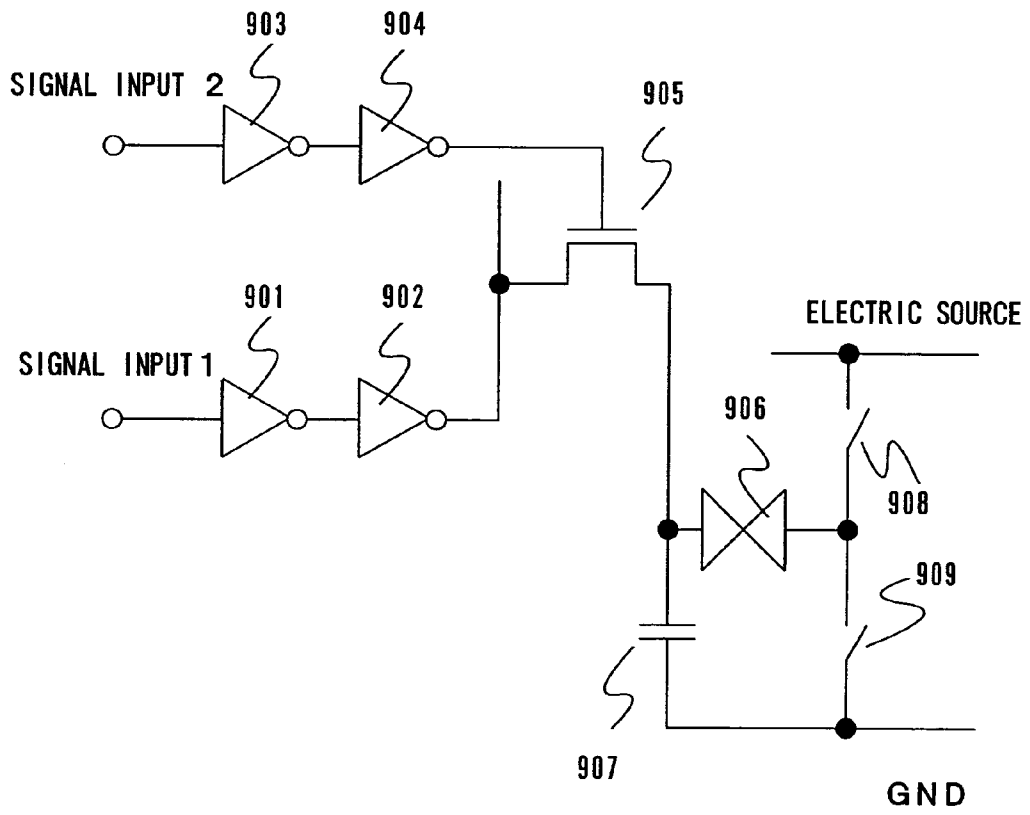 903
904
SIGNAL INPUT 2
905
901
902
SIGNAL INPUT 1
ELECTRIC SOURCE
906
908
909
907
GND